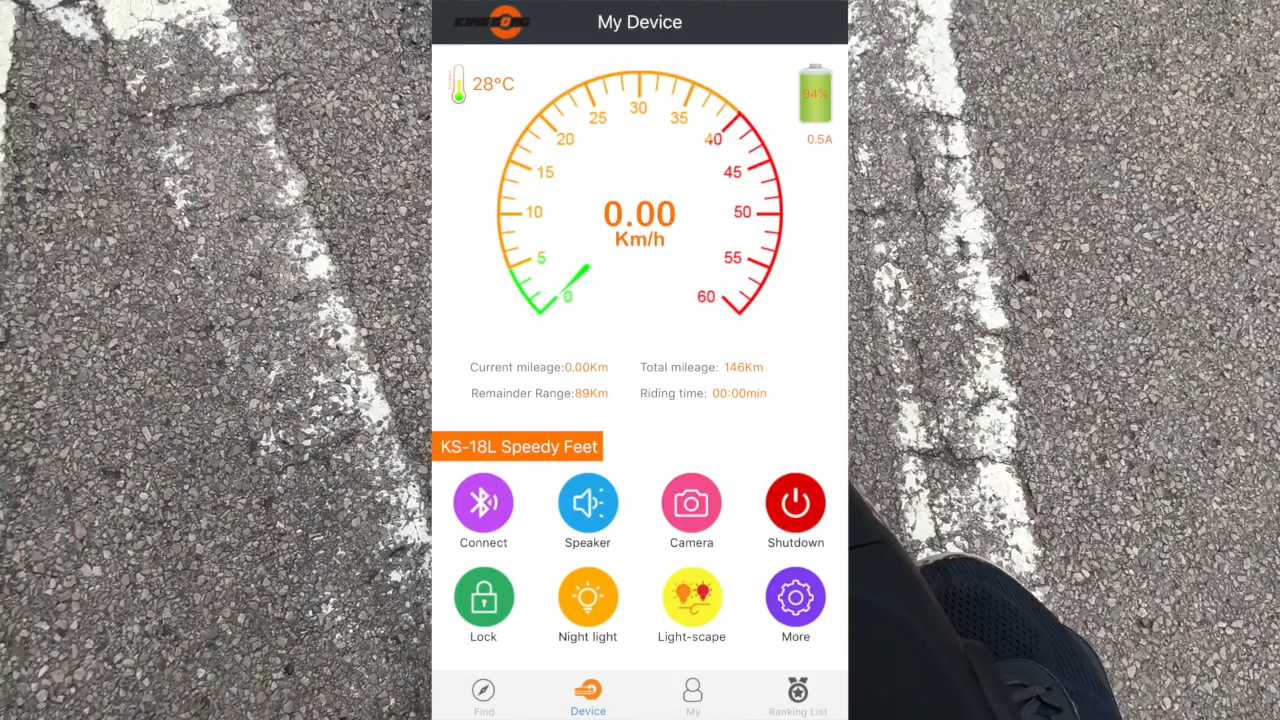 KINGSONG
My Device
28°C
94%
0.5A
0
5
10
15
20
25
30
35
40
45
50
55
60
0.00
Km/h
Current mileage:0.00Km
Total mileage: 146Km
Remainder Range:89Km
Riding time: 00:00min
KS-18L Speedy Feet
Connect
Speaker
Camera
Shutdown
Lock
Night light
Light-scape
More
Find
Device
My
Ranking List